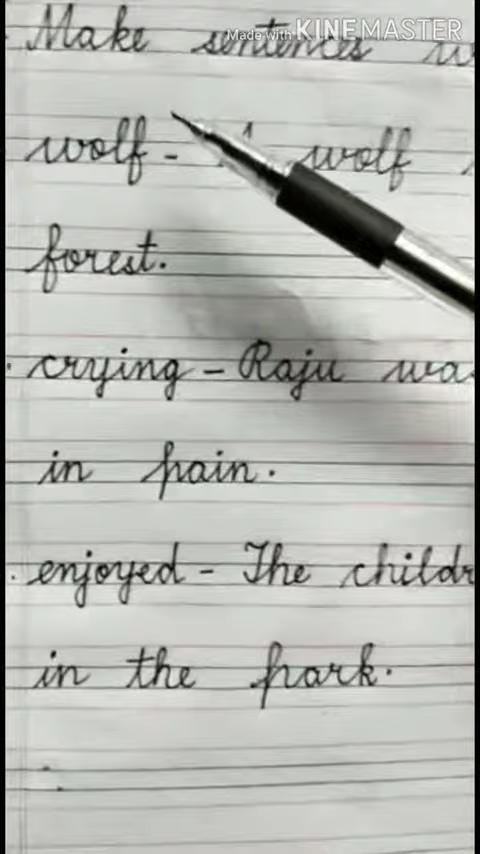 Made with KINEMASTER
Make sentences w
wolf - A wolf
forest.
crying - Raju wa
in pain.
enjoyed - The childr
in the park.